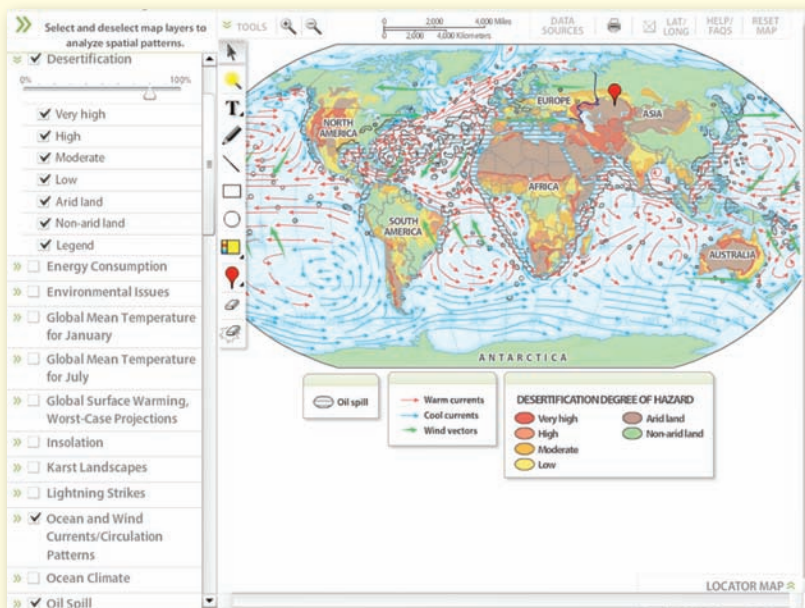 Select and deselect map layers to
analyze spatial patterns.
Desertification
0%
100%
Very high
High
Moderate
Low
Arid land
Non-arid land
Legend
Energy Consumption
Environmental Issues
Global Mean Temperature
for January
Global Mean Temperature
for July
Global Surface Warming,
Worst-Case Projections
Insolation
Karst Landscapes
Lightning Strikes
Ocean and Wind
Currents/Circulation
Patterns
Ocean Climate
Oil Spill
TOOLS
0 2,000 4,000 Miles
0 2,000 4,000 Kilometers
DATA
SOURCES
LAT/
LONG
HELP/
FAQS
RESET
MAP
T
NORTH
AMERICA
EUROPE
ASIA
AFRICA
SOUTH
AMERICA
AUSTRALIA
ANTARCTICA
Oil spill
Warm currents
Cool currents
Wind vectors
DESERTIFICATION DEGREE OF HAZARD
Very high
High
Moderate
Low
Arid land
Non-arid land
LOCATOR MAP